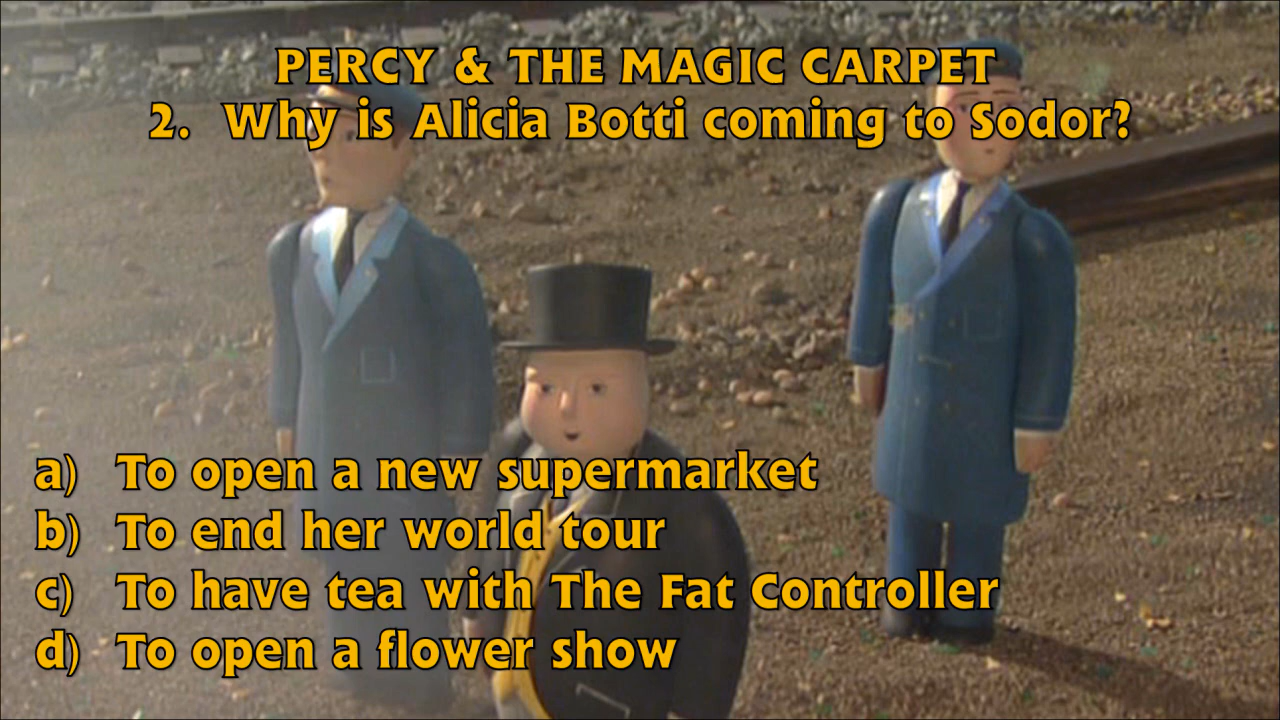 PERCY & THE MAGIC CARPET
2. Why is Alicia Botti coming to Sodor?
a) To open a new supermarket
b) To end her world tour
c) To have tea with The Fat Controller
d) To open a flower show